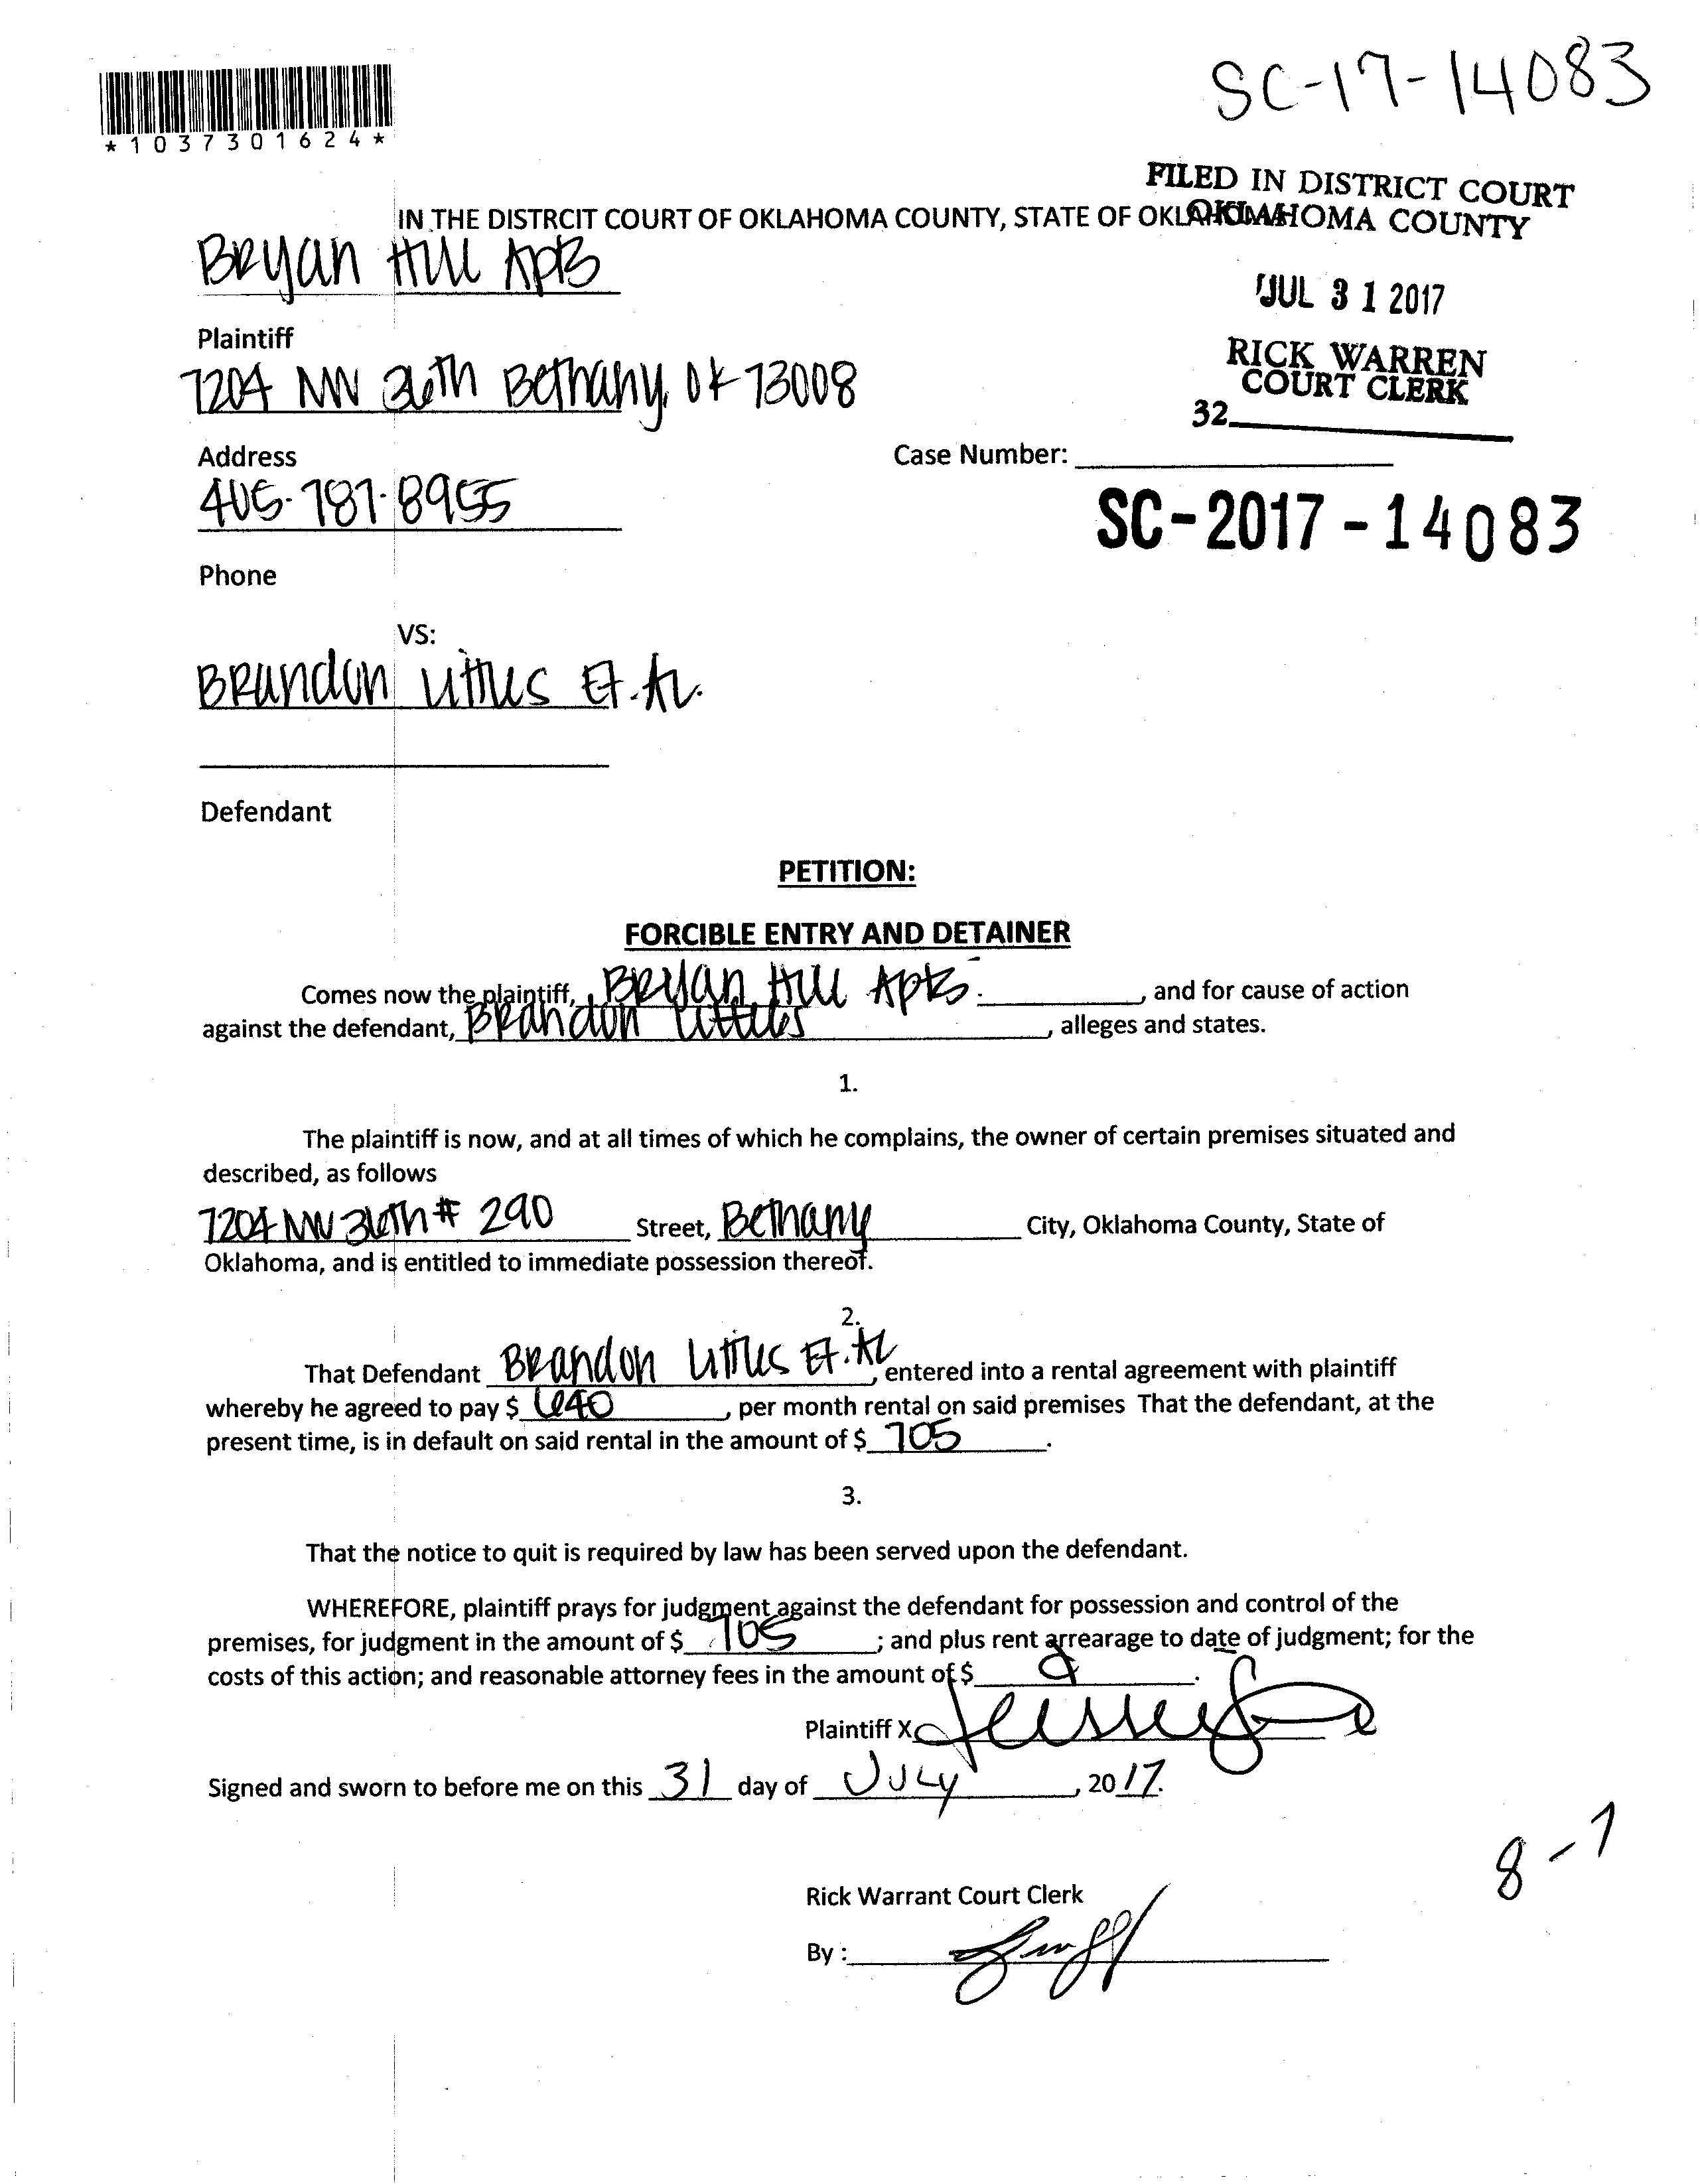 SC-17-14083
*1037301624*
FILED IN DISTRICT COURT
OKLAHOMA COUNTY
IN THE DISTRCIT COURT OF OKLAHOMA COUNTY, STATE OF OKLAHOMA
Bryan Hill Apts
JUL 31 2017
Plaintiff
RICK WARREN
COURT CLERK
7204 NW 36th Bethany, OK 73008
32
Address
Case Number:
405-787-8955
SC-2017-14083
Phone
VS:
Brandon Littles Et. Al.
Defendant
PETITION:
FORCIBLE ENTRY AND DETAINER
Comes now the plaintiff, Bryan Hill Apts. , and for cause of action
against the defendant, Brandon Littles , alleges and states.
1.
The plaintiff is now, and at all times of which he complains, the owner of certain premises situated and
described, as follows
7204 NW 36th # 290 Street, Bethany City, Oklahoma County, State of
Oklahoma, and is entitled to immediate possession thereof.
2.
That Defendant Brandon Littles Et. Al , entered into a rental agreement with plaintiff
whereby he agreed to pay $ 640 , per month rental on said premises That the defendant, at the
present time, is in default on said rental in the amount of $ 705 .
3.
That the notice to quit is required by law has been served upon the defendant.
WHEREFORE, plaintiff prays for judgment against the defendant for possession and control of the
premises, for judgment in the amount of $ 705 ; and plus rent arrearage to date of judgment; for the
costs of this action; and reasonable attorney fees in the amount of $ .
Plaintiff X
Signed and sworn to before me on this 31 day of July , 2017.
8-7
Rick Warrant Court Clerk
By :